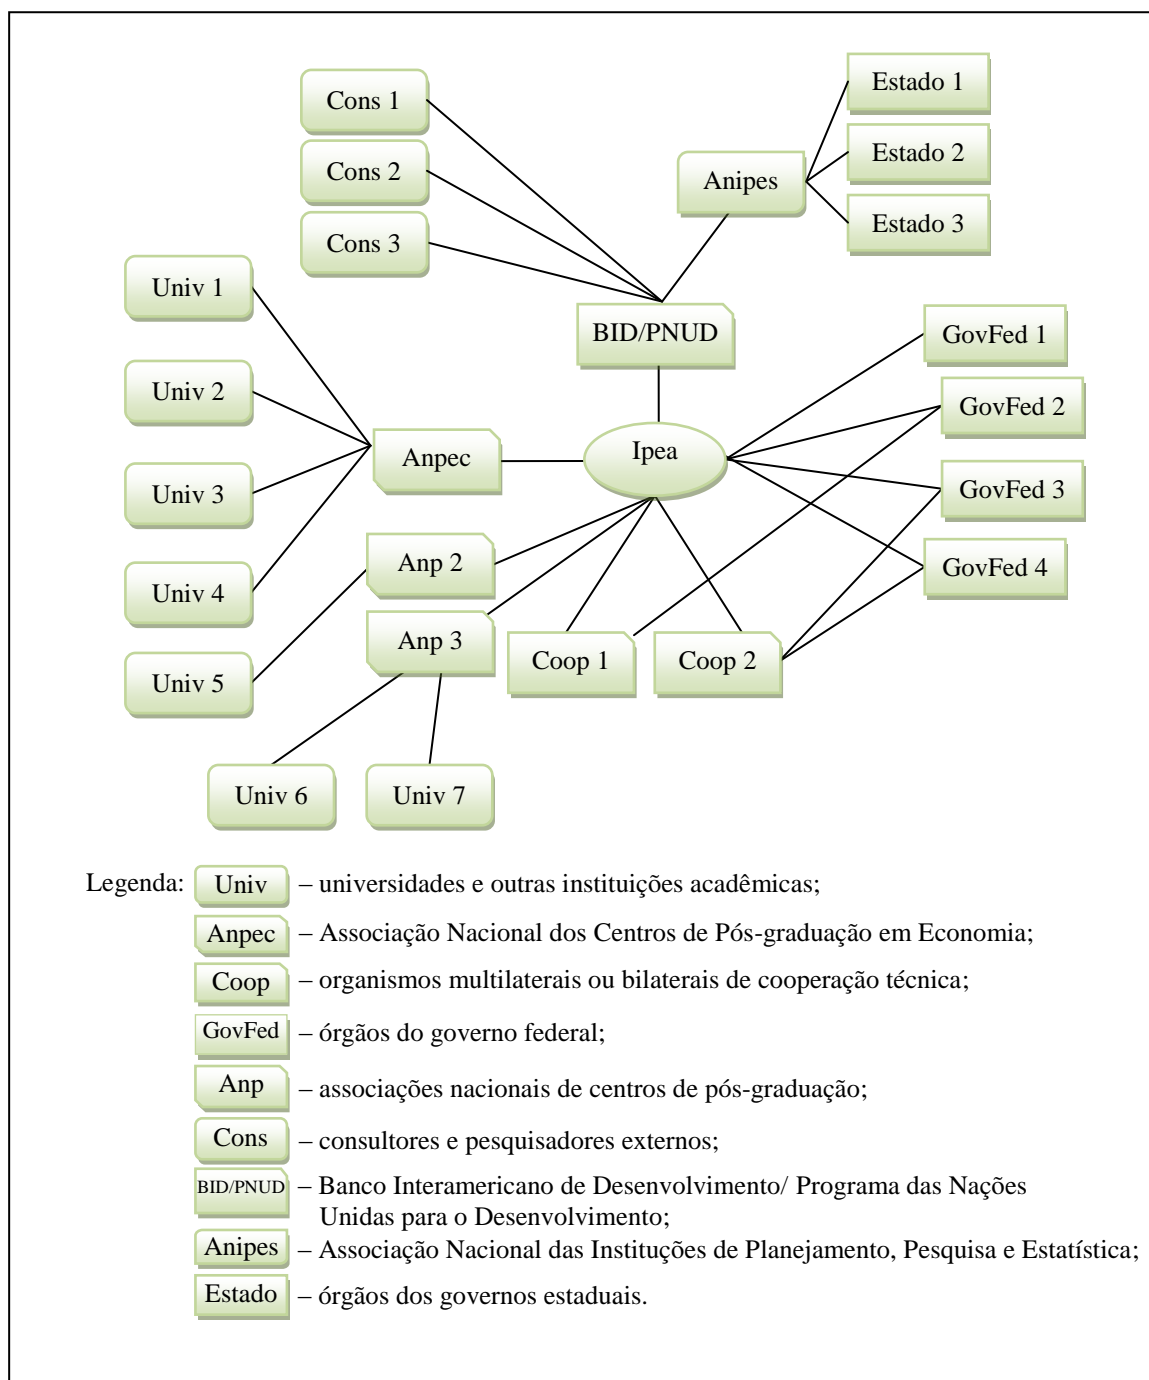 Estado 1
Cons 1
Estado 2
Cons 2
Anipes
Estado 3
Cons 3
Univ 1
BID/PNUD
GovFed 1
Univ 2
GovFed 2
Ipea
Anpec
Univ 3
GovFed 3
Anp 2
GovFed 4
Univ 4
Anp 3
Coop 1
Coop 2
Univ 5
Univ 6
Univ 7
Legenda: Univ – universidades e outras instituições acadêmicas;
Anpec – Associação Nacional dos Centros de Pós-graduação em Economia;
Coop – organismos multilaterais ou bilaterais de cooperação técnica;
GovFed – órgãos do governo federal;
Anp – associações nacionais de centros de pós-graduação;
Cons – consultores e pesquisadores externos;
BID/PNUD – Banco Interamericano de Desenvolvimento/ Programa das Nações
Unidas para o Desenvolvimento;
Anipes – Associação Nacional das Instituções de Planejamento, Pesquisa e Estatística;
Estado – órgãos dos governos estaduais.